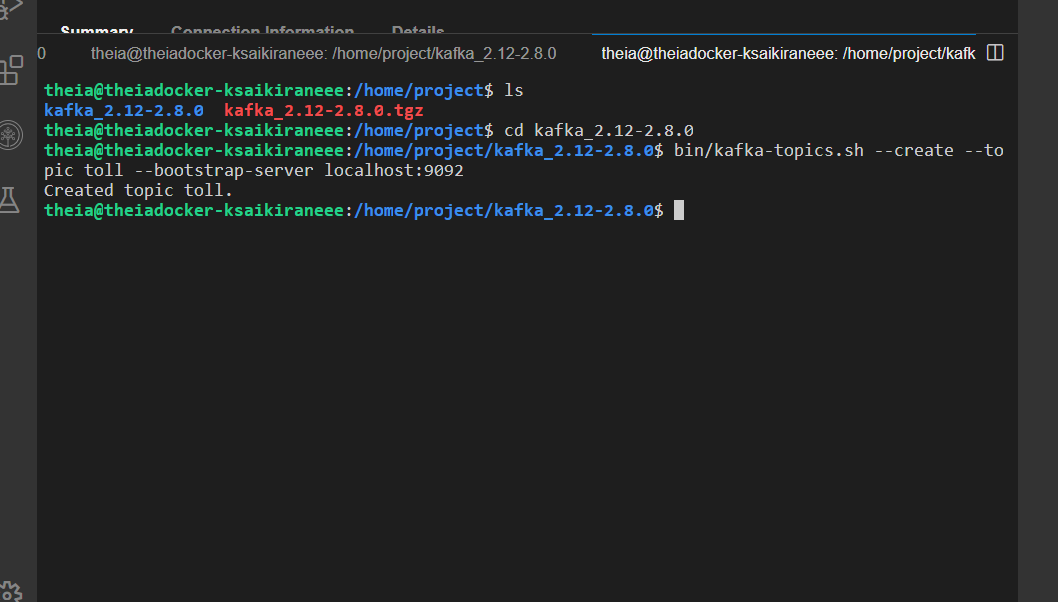 Summary Connection Information Details
0 theia@theiadocker-ksaikiraneee: /home/project/kafka_2.12-2.8.0 theia@theiadocker-ksaikiraneee: /home/project/kafk
theia@theiadocker-ksaikiraneee:/home/project$ ls
kafka_2.12-2.8.0 kafka_2.12-2.8.0.tgz
theia@theiadocker-ksaikiraneee:/home/project$ cd kafka_2.12-2.8.0
theia@theiadocker-ksaikiraneee:/home/project/kafka_2.12-2.8.0$ bin/kafka-topics.sh --create --to
pic toll --bootstrap-server localhost:9092
Created topic toll.
theia@theiadocker-ksaikiraneee:/home/project/kafka_2.12-2.8.0$